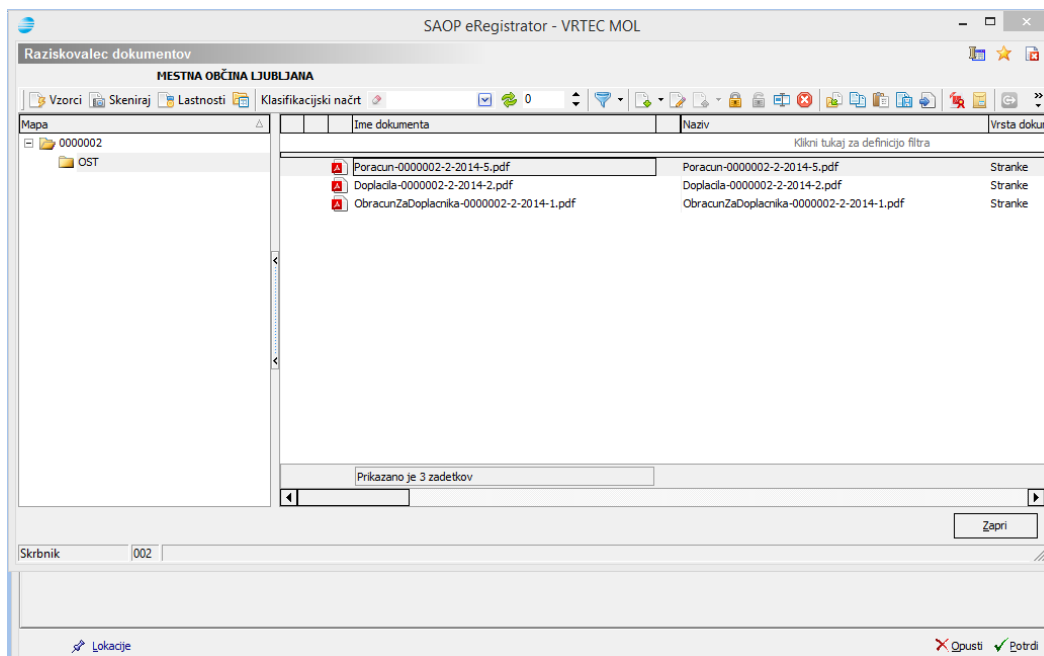 SAOP eRegistrator - VRTEC MOL
Raziskovalec dokumentov
MESTNA OBČINA LJUBLJANA
Vzorci Skeniraj Lastnosti Klasifikacijski načrt 0
Mapa Ime dokumenta Naziv Vrsta doku
0000002 Klikni tukaj za definicijo filtra
OST Poracun-0000002-2-2014-5.pdf Poracun-0000002-2-2014-5.pdf Stranke
Doplacila-0000002-2-2014-2.pdf Doplacila-0000002-2-2014-2.pdf Stranke
ObracunZaDoplacnika-0000002-2-2014-1.pdf ObracunZaDoplacnika-0000002-2-2014-1.pdf Stranke
Prikazano je 3 zadetkov
Zapri
Skrbnik 002
Lokacije Opusti Potrdi